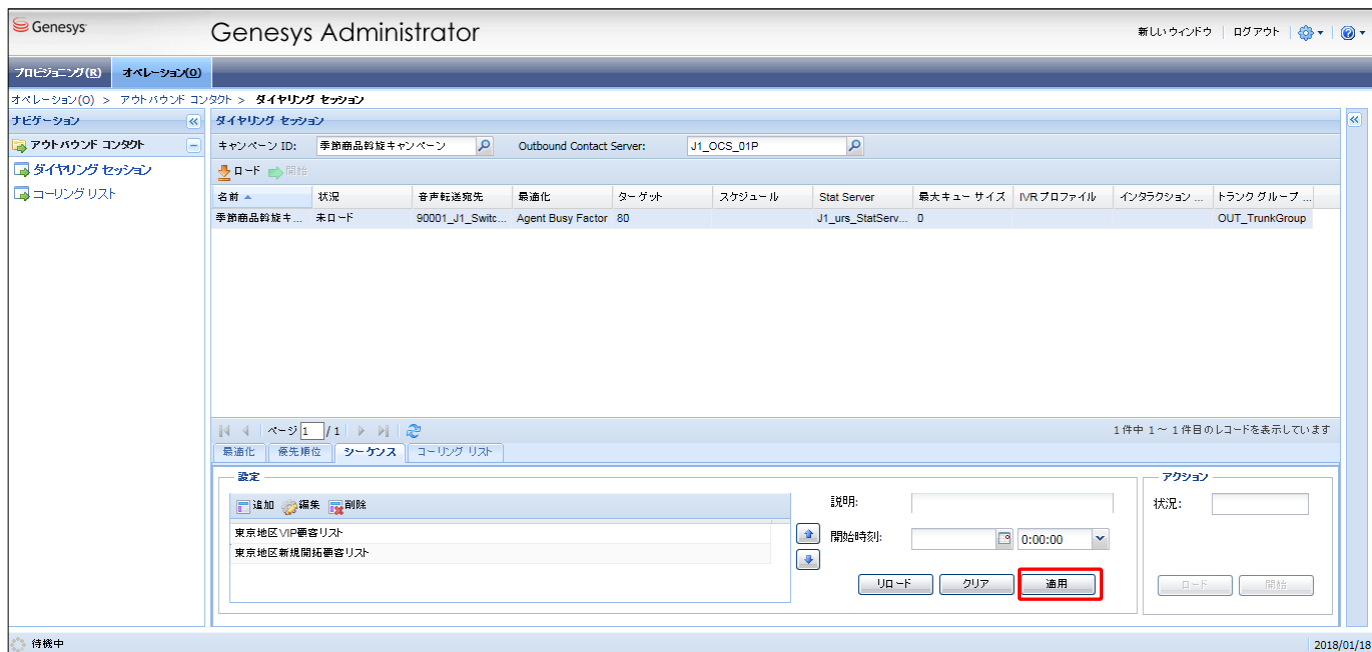 Genesys
Genesys Administrator
新しいウィンドウ ログアウト
プロビジョニング(R) オペレーション(O)
オペレーション(O) > アウトバウンド コンタクト > ダイヤリング セッション
ナビゲーション
ダイヤリング セッション
アウトバウンド コンタクト
キャンペーン ID: 季節商品斡旋キャンペーン Outbound Contact Server: J1_OCS_01P
ダイヤリング セッション
ロード 開始
コーリング リスト
名前 状況 音声転送宛先 最適化 ターゲット スケジュール Stat Server 最大キュー サイズ IVR プロファイル インタラクション ... トランク グループ ...
季節商品斡旋キ... 未ロード 90001_J1_Switc... Agent Busy Factor 80 J1_urs_StatServ... 0 OUT_TrunkGroup
ページ 1 / 1 1 件中 1 ～ 1 件目のレコードを表示しています
最適化 優先順位 シーケンス コーリング リスト
設定
追加 編集 削除
東京地区VIP顧客リスト
東京地区新規開拓顧客リスト
説明:
開始時刻: 0:00:00
リロード クリア 適用
アクション
状況:
ロード 開始
待機中 2018/01/18